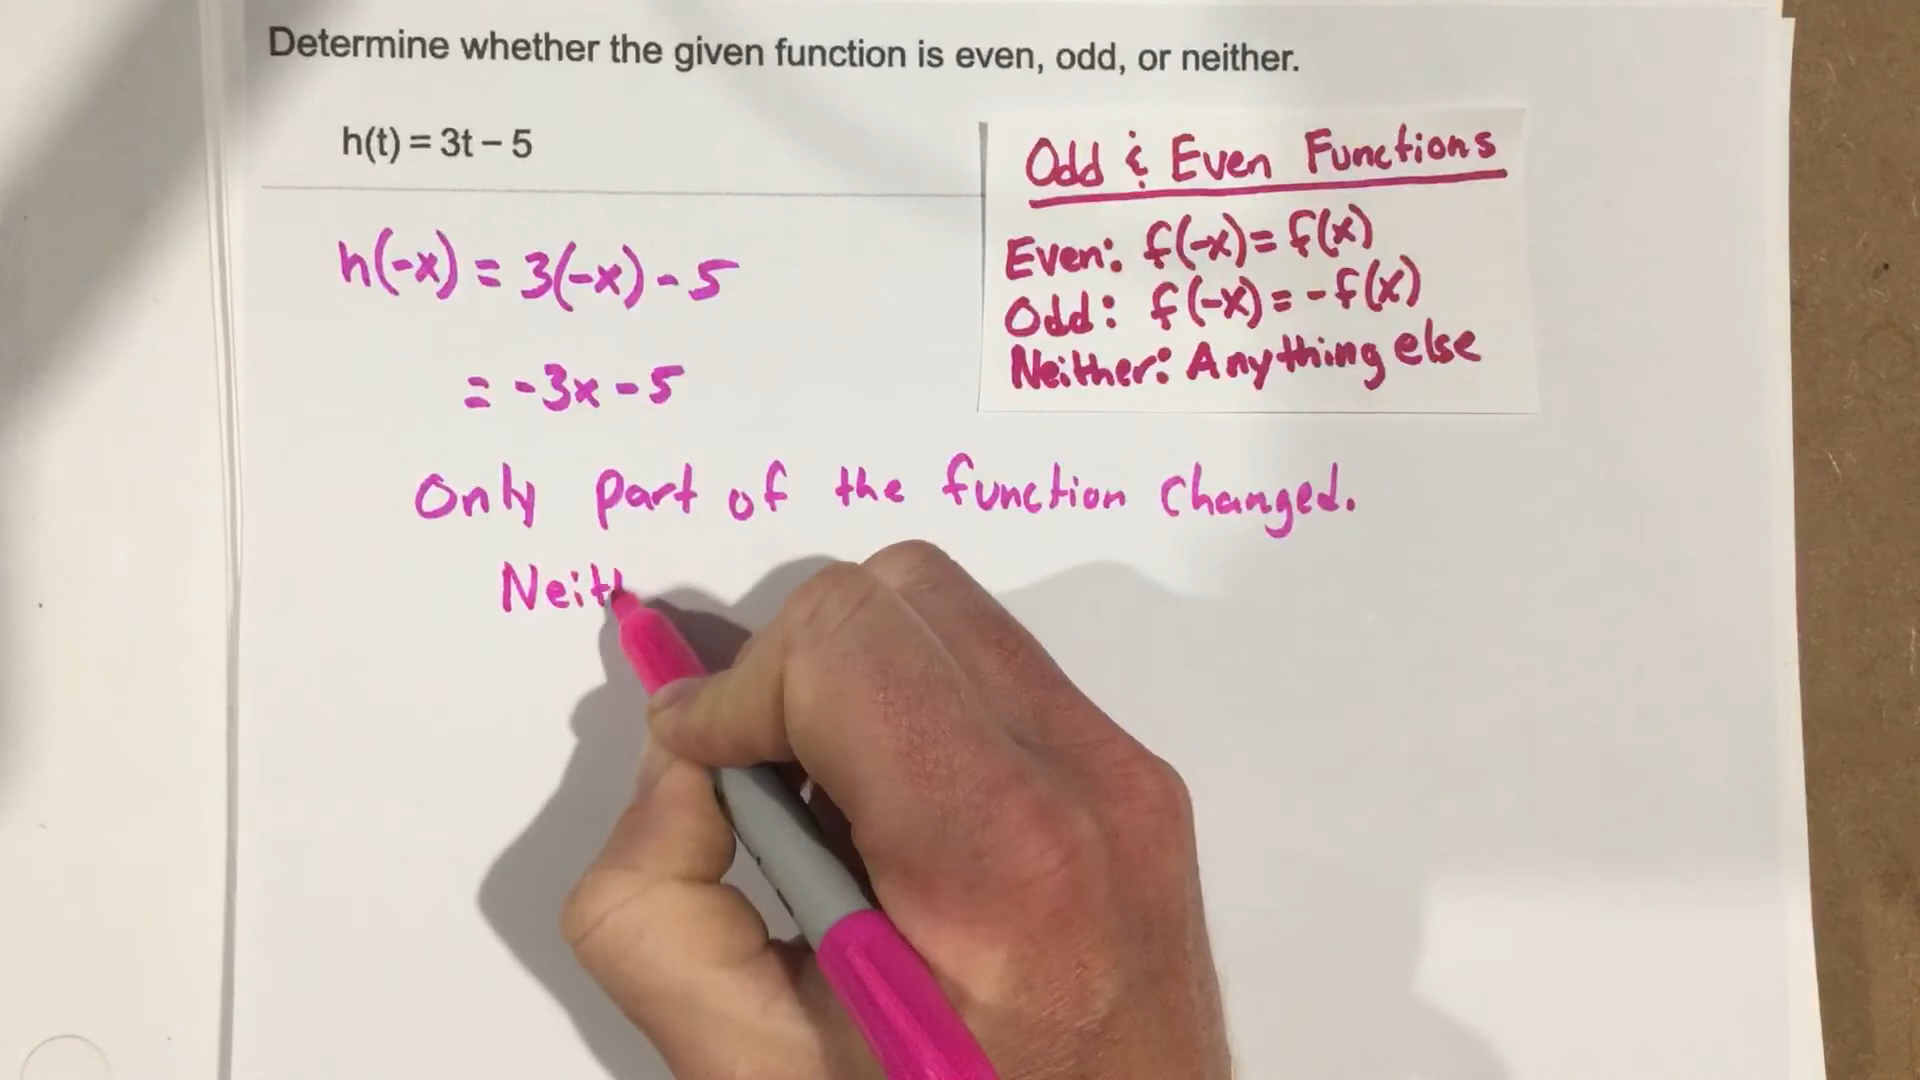 Determine whether the given function is even, odd, or neither.
h(t) = 3t – 5
Odd & Even Functions
Even: f(-x) = f(x)
Odd: f(-x) = -f(x)
Neither: Anything else
h(-x) = 3(-x) - 5
= -3x - 5
Only part of the function changed.
Neith